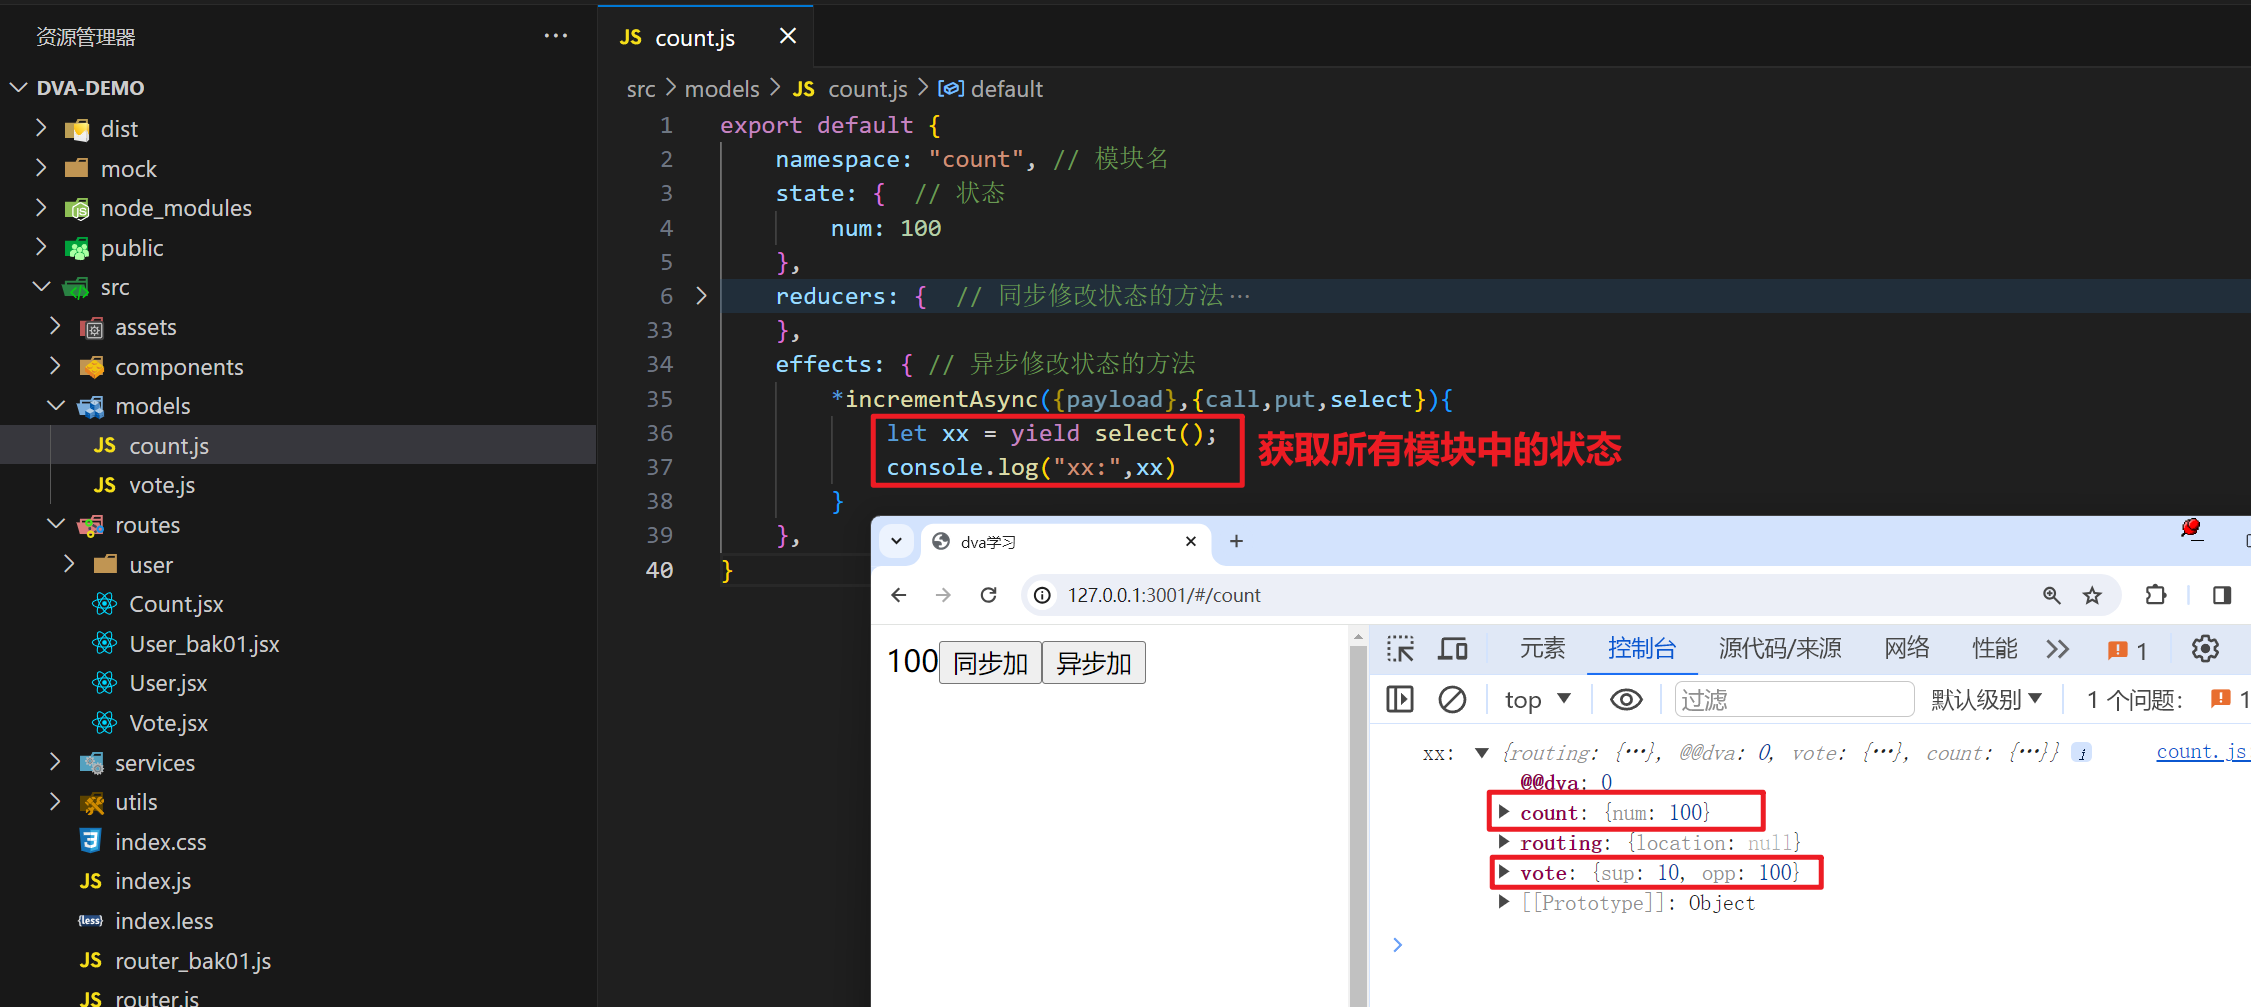 资源管理器
DVA-DEMO
dist
mock
node_modules
public
src
assets
components
models
JS count.js
JS vote.js
routes
user
Count.jsx
User_bak01.jsx
User.jsx
Vote.jsx
services
utils
index.css
JS index.js
{less} index.less
JS router_bak01.js
JS router.js
JS count.js
src > models > JS count.js > default
1 export default {
2 namespace: "count", // 模块名
3 state: { // 状态
4 num: 100
5 },
6 reducers: { // 同步修改状态的方法…
33 },
34 effects: { // 异步修改状态的方法
35 *incrementAsync({payload},{call,put,select}){
36 let xx = yield select();
37 console.log("xx:",xx)
38 }
39 },
40 }
获取所有模块中的状态
dva学习
127.0.0.1:3001/#/count
100 同步加 异步加
元素 控制台 源代码/来源 网络 性能 1
top 过滤 默认级别 1 个问题: 1
xx: {routing: {…}, @@dva: 0, vote: {…}, count: {…}} i count.js
@@dva: 0
count: {num: 100}
routing: {location: null}
vote: {sup: 10, opp: 100}
[[Prototype]]: Object